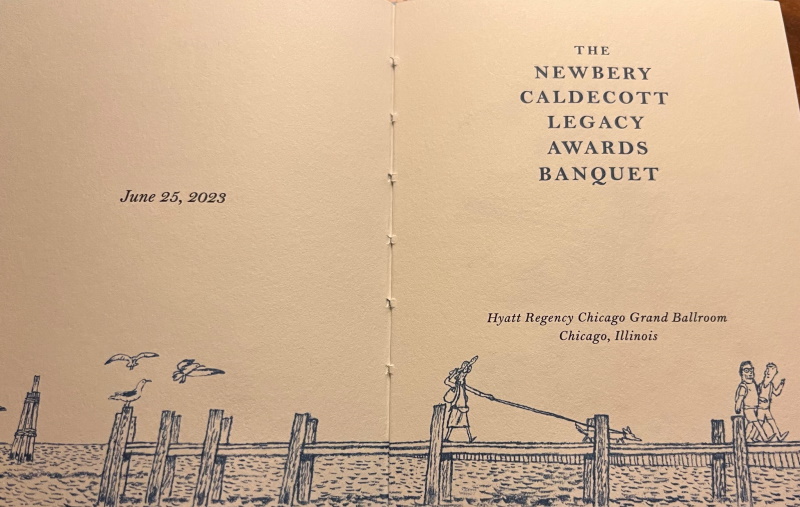 June 25, 2023
THE
NEWBERY
CALDECOTT
LEGACY
AWARDS
BANQUET
Hyatt Regency Chicago Grand Ballroom
Chicago, Illinois